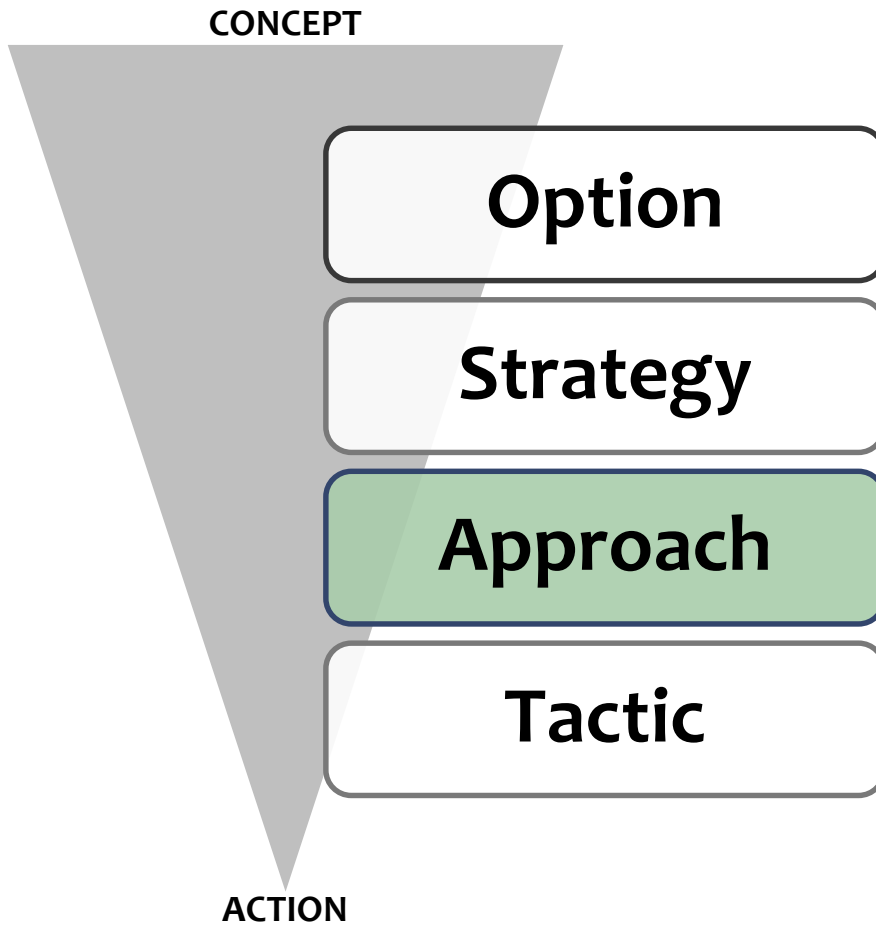 CONCEPT
Option
Strategy
Approach
Tactic
ACTION